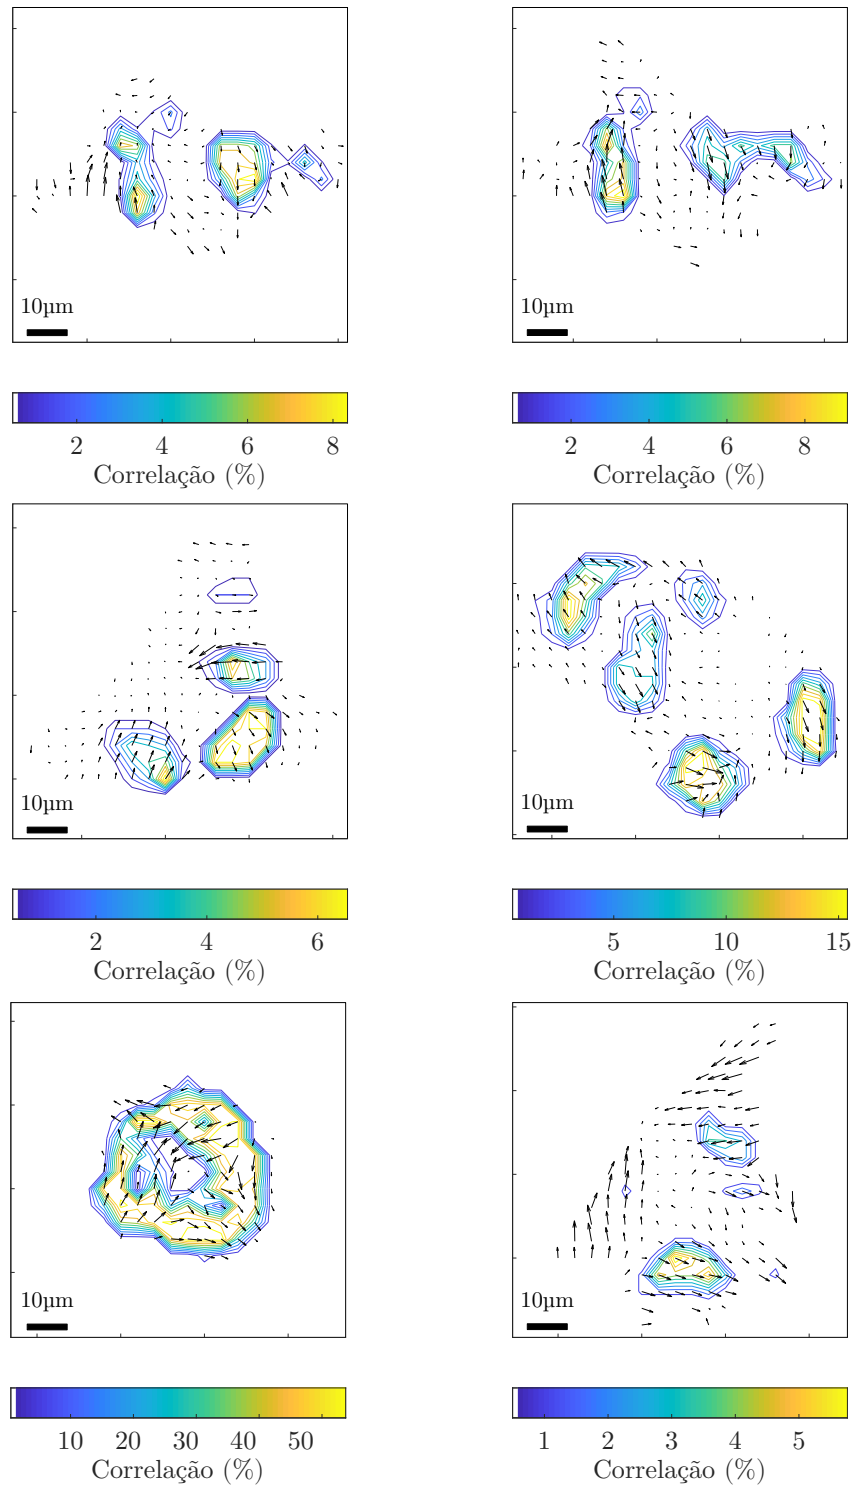 10µm
10µm
2 4 6 8
Correlação (%)
2 4 6 8
Correlação (%)
10µm
10µm
2 4 6
Correlação (%)
5 10 15
Correlação (%)
10µm
10µm
10 20 30 40 50
Correlação (%)
1 2 3 4 5
Correlação (%)